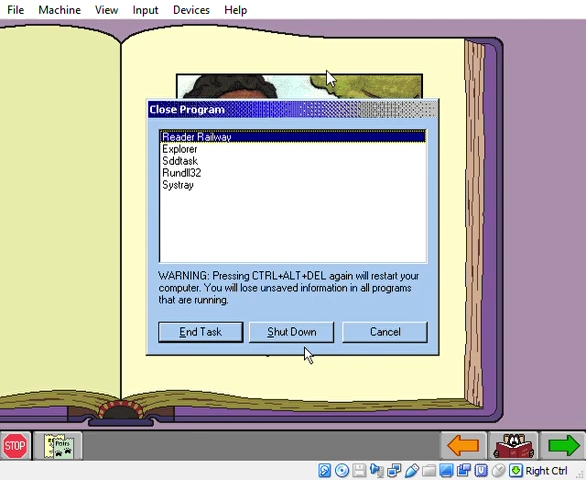 File Machine View Input Devices Help
Close Program
Reader Railway
Explorer
Sddtask
Rundll32
Systray
WARNING: Pressing CTRL+ALT+DEL again will restart your
computer. You will lose unsaved information in all programs
that are running.
End Task Shut Down Cancel
STOP Pairs
Right Ctrl